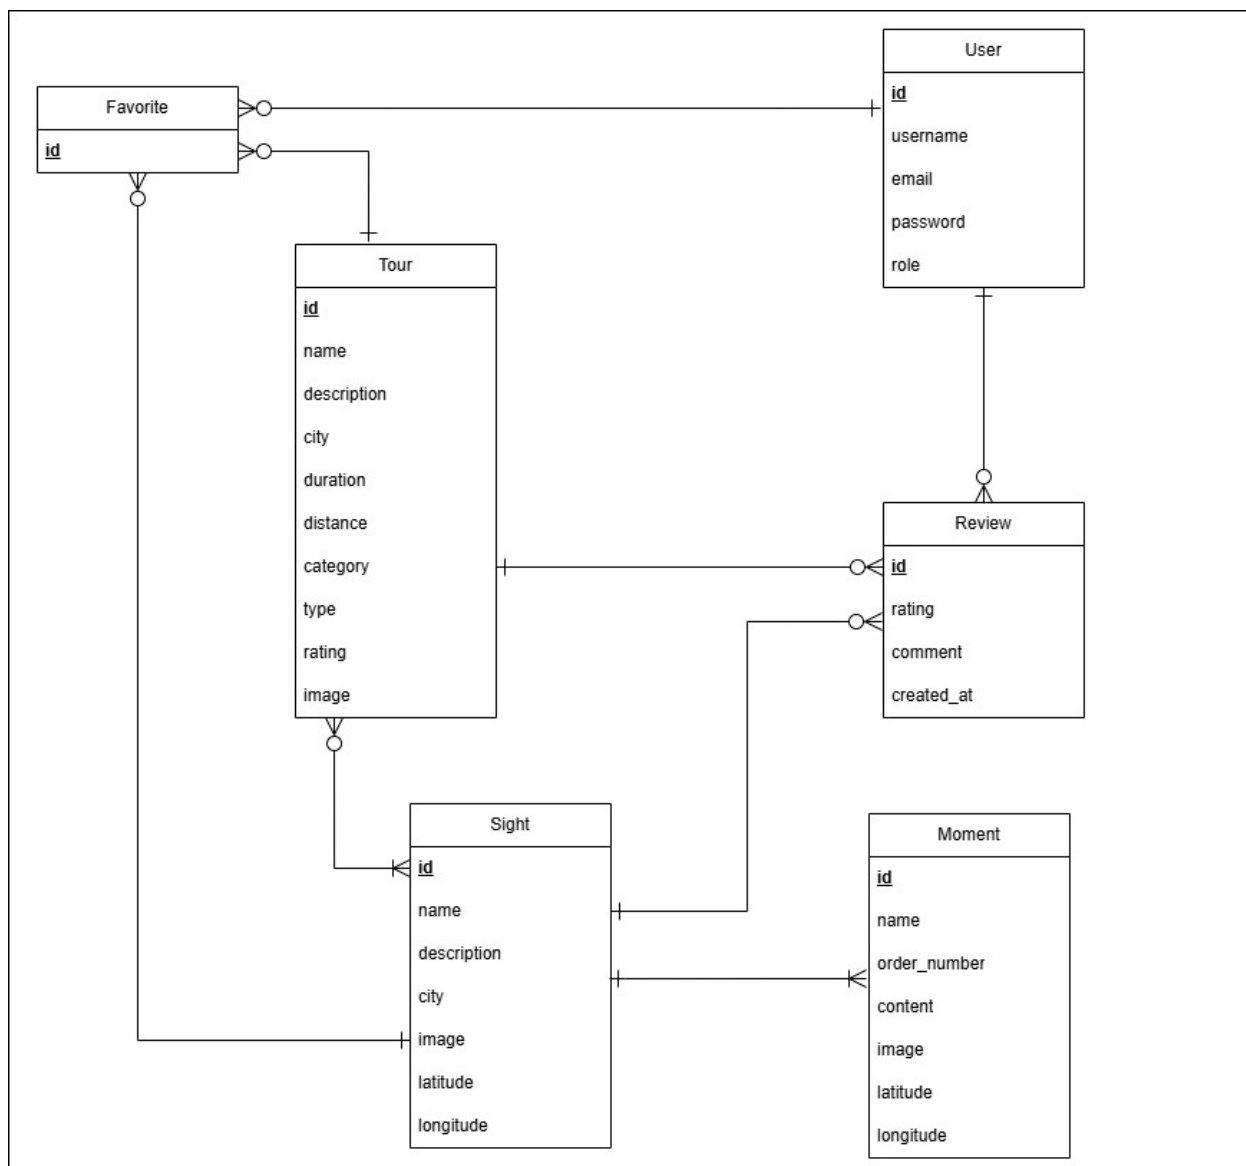 Favorite
id
User
id
username
email
password
role
Tour
id
name
description
city
duration
distance
category
type
rating
image
Review
id
rating
comment
created_at
Sight
id
name
description
city
image
latitude
longitude
Moment
id
name
order_number
content
image
latitude
longitude